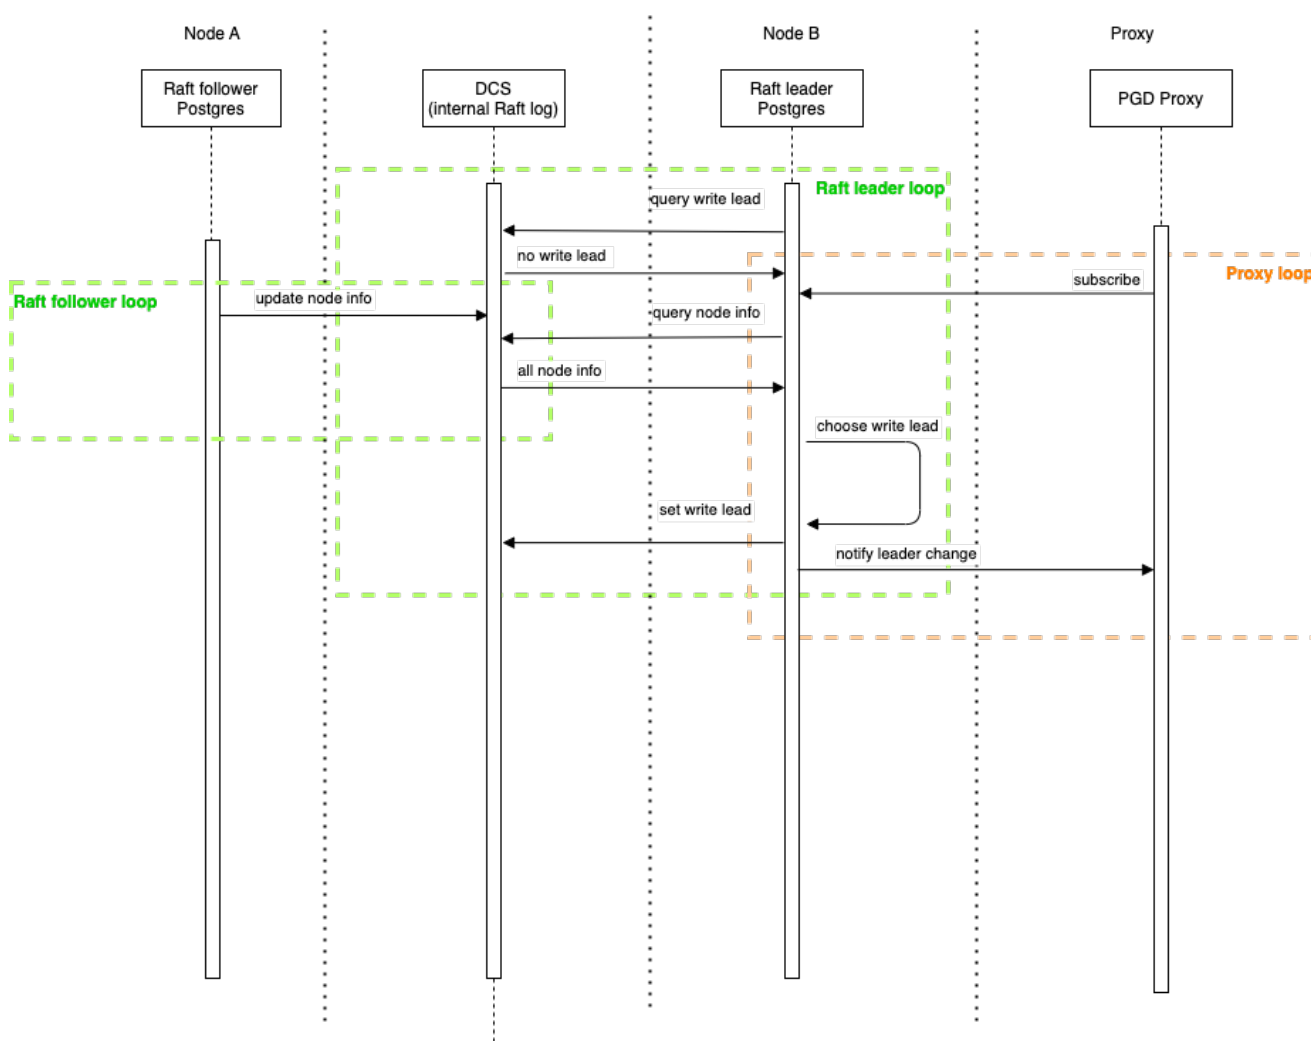 Node A
Node B
Proxy
Raft follower
Postgres
DCS
(internal Raft log)
Raft leader
Postgres
PGD Proxy
Raft leader loop
query write lead
no write lead
Proxy loop
subscribe
Raft follower loop
update node info
query node info
all node info
choose write lead
set write lead
notify leader change